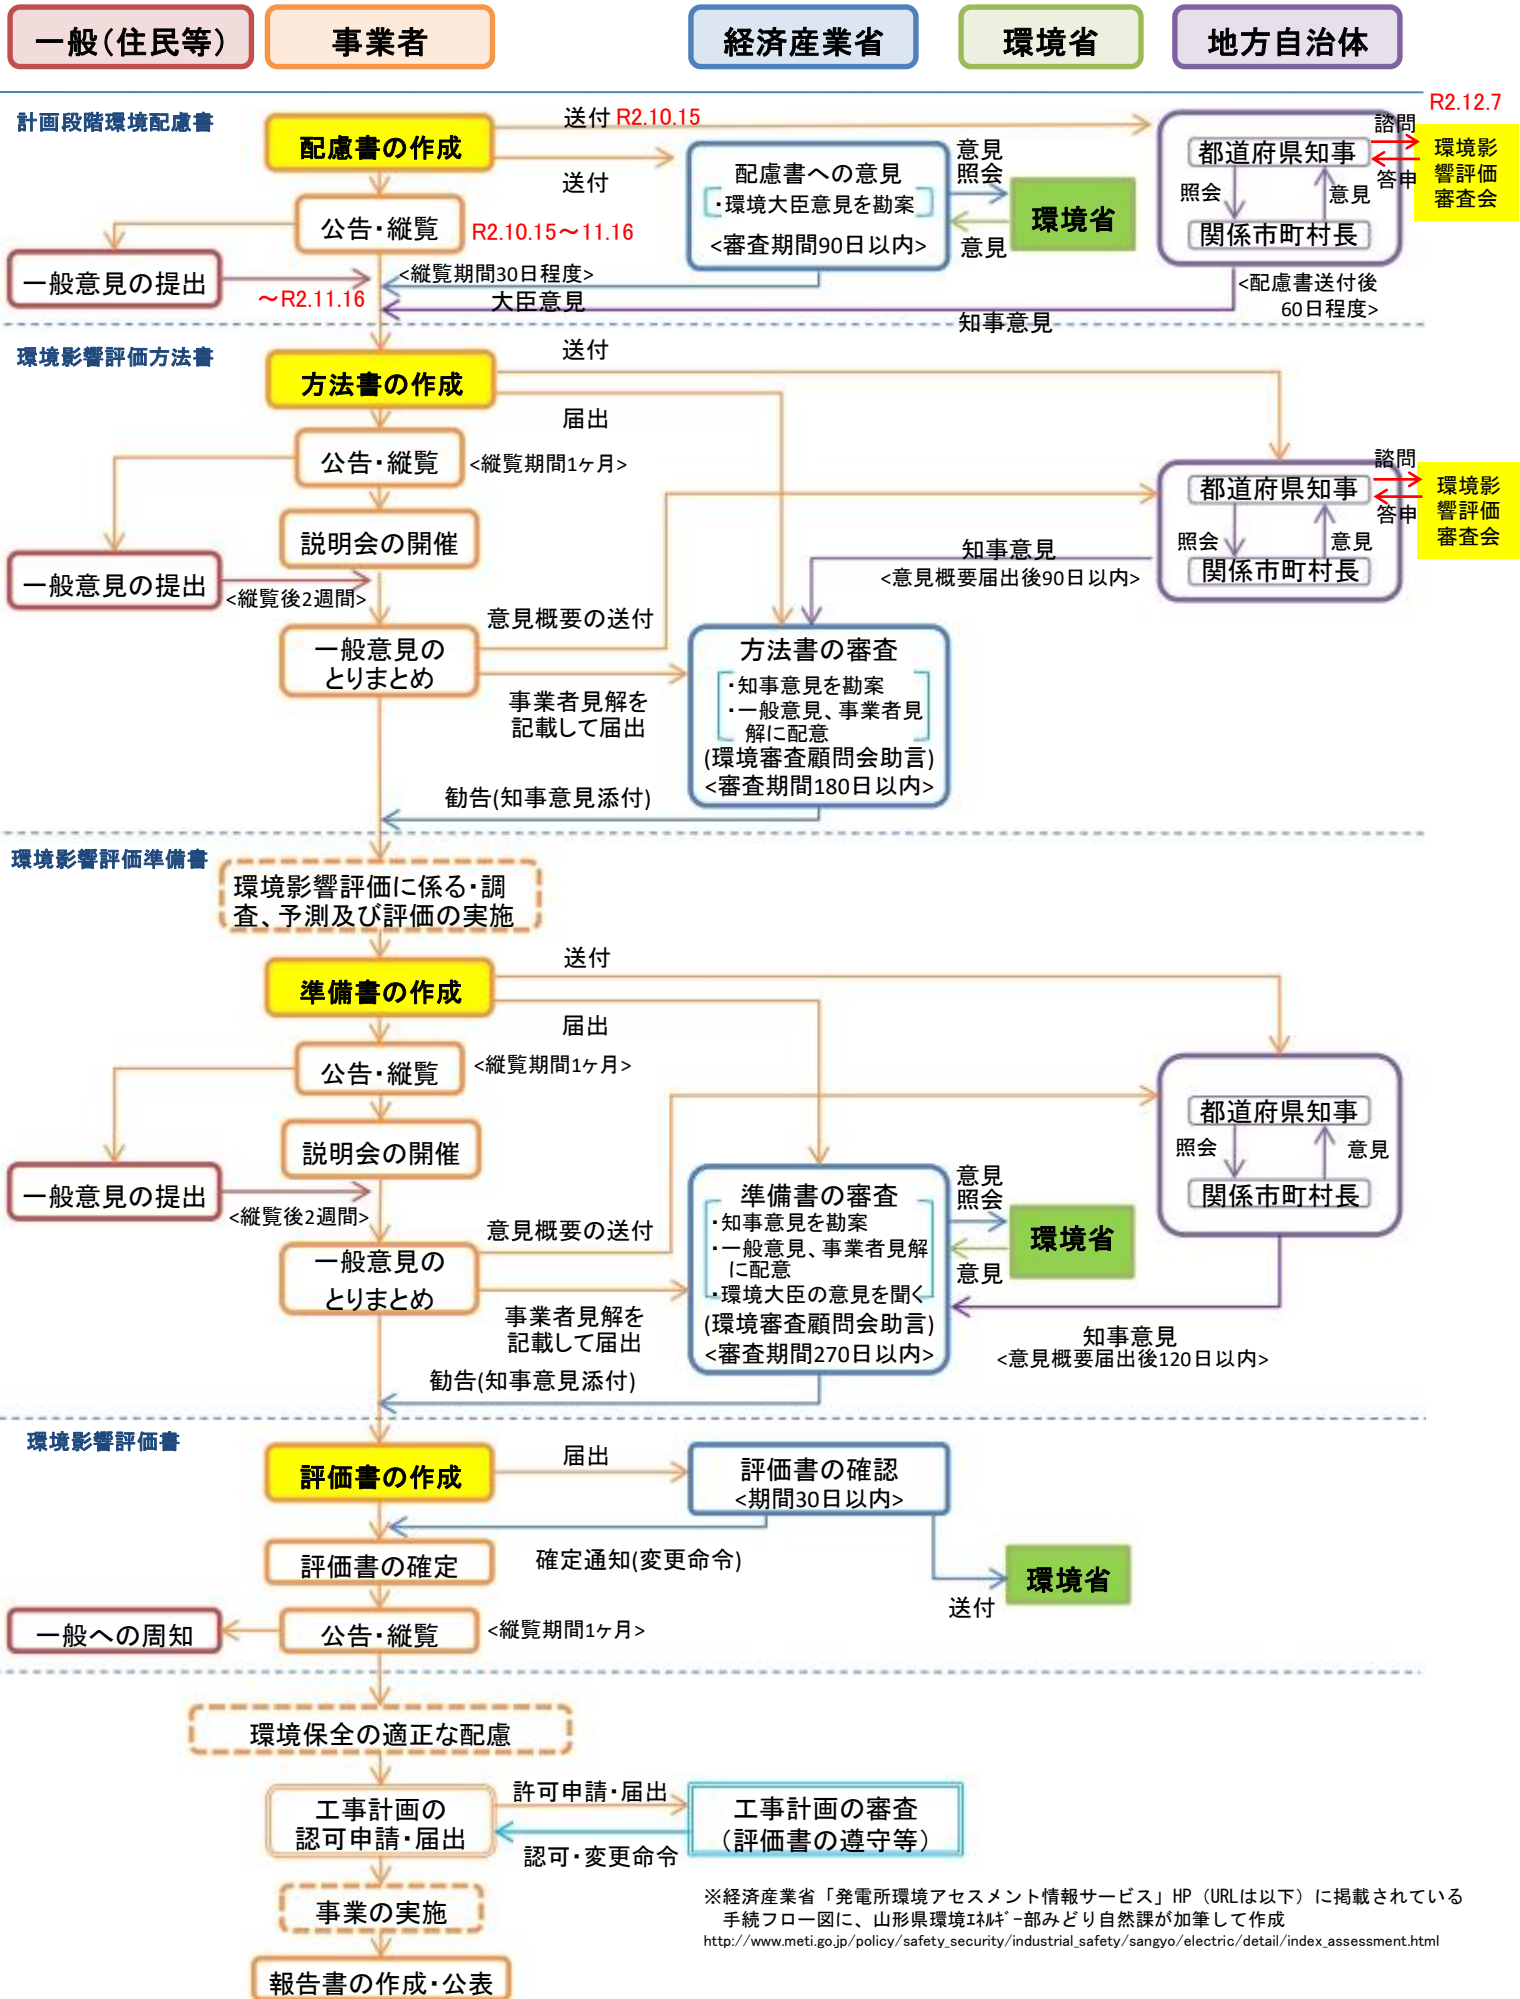 一般(住民等)
事業者
経済産業省
環境省
地方自治体
計画段階環境配慮書
配慮書の作成
送付 R2.10.15
送付
公告・縦覧
R2.10.15～11.16
一般意見の提出
～R2.11.16
<縦覧期間30日程度>
大臣意見
配慮書への意見
・環境大臣意見を勘案
<審査期間90日以内>
意見
照会
環境省
意見
都道府県知事
照会
意見
関係市町村長
<配慮書送付後
60日程度>
知事意見
R2.12.7
諮問
答申
環境影
響評価
審査会
環境影響評価方法書
方法書の作成
送付
届出
公告・縦覧
<縦覧期間1ヶ月>
説明会の開催
一般意見の提出
<縦覧後2週間>
一般意見の
とりまとめ
意見概要の送付
事業者見解を
記載して届出
知事意見
<意見概要届出後90日以内>
都道府県知事
照会
意見
関係市町村長
諮問
答申
環境影
響評価
審査会
方法書の審査
・知事意見を勘案
・一般意見、事業者見
解に配意
(環境審査顧問会助言)
<審査期間180日以内>
勧告(知事意見添付)
環境影響評価準備書
環境影響評価に係る・調
査、予測及び評価の実施
準備書の作成
送付
届出
公告・縦覧
<縦覧期間1ヶ月>
説明会の開催
一般意見の提出
<縦覧後2週間>
一般意見の
とりまとめ
意見概要の送付
事業者見解を
記載して届出
準備書の審査
・知事意見を勘案
・一般意見、事業者見解
に配意
・環境大臣の意見を聞く
(環境審査顧問会助言)
<審査期間270日以内>
意見
照会
環境省
意見
都道府県知事
照会
意見
関係市町村長
知事意見
<意見概要届出後120日以内>
勧告(知事意見添付)
環境影響評価書
評価書の作成
届出
評価書の確認
<期間30日以内>
確定通知(変更命令)
評価書の確定
環境省
送付
一般への周知
公告・縦覧
<縦覧期間1ヶ月>
環境保全の適正な配慮
工事計画の
認可申請・届出
許可申請・届出
認可・変更命令
工事計画の審査
(評価書の遵守等)
事業の実施
報告書の作成・公表
※経済産業省「発電所環境アセスメント情報サービス」HP（URLは以下）に掲載されている
手続フロー図に、山形県環境ｴﾈﾙｷﾞｰ部みどり自然課が加筆して作成
http://www.meti.go.jp/policy/safety_security/industrial_safety/sangyo/electric/detail/index_assessment.html